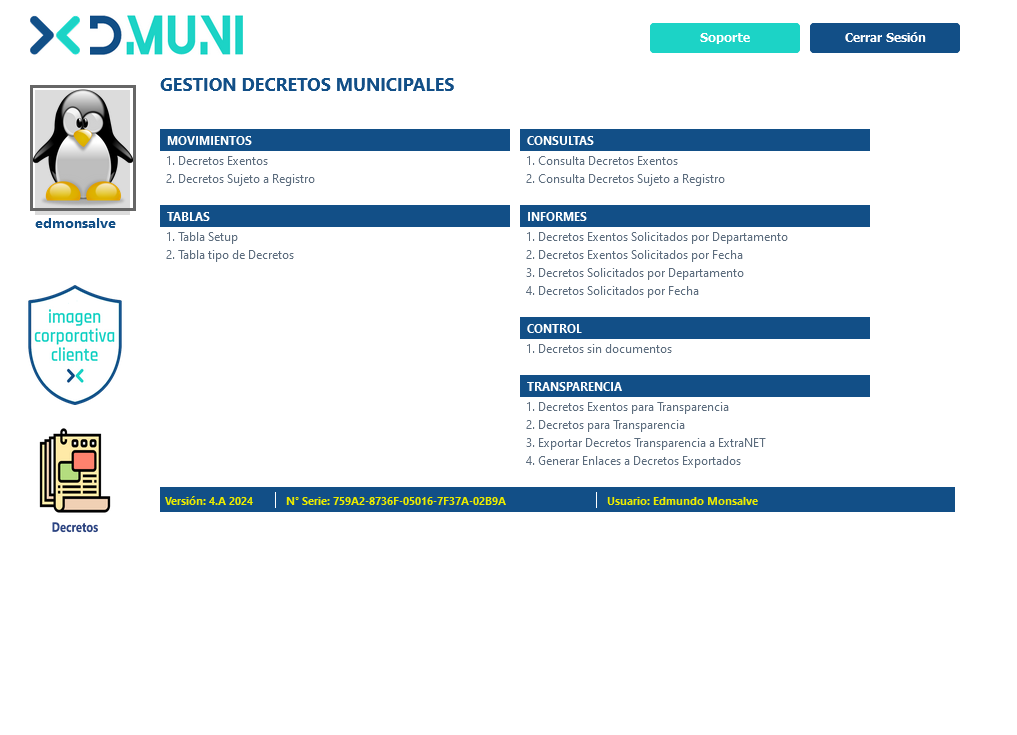 DMUNI
Soporte
Cerrar Sesión
GESTION DECRETOS MUNICIPALES
edmonsalve
imagen
corporativa
cliente
Decretos
MOVIMIENTOS
1. Decretos Exentos
2. Decretos Sujeto a Registro
TABLAS
1. Tabla Setup
2. Tabla tipo de Decretos
CONSULTAS
1. Consulta Decretos Exentos
2. Consulta Decretos Sujeto a Registro
INFORMES
1. Decretos Exentos Solicitados por Departamento
2. Decretos Exentos Solicitados por Fecha
3. Decretos Solicitados por Departamento
4. Decretos Solicitados por Fecha
CONTROL
1. Decretos sin documentos
TRANSPARENCIA
1. Decretos Exentos para Transparencia
2. Decretos para Transparencia
3. Exportar Decretos Transparencia a ExtraNET
4. Generar Enlaces a Decretos Exportados
Versión: 4.A 2024
N° Serie: 759A2-8736F-05016-7F37A-02B9A
Usuario: Edmundo Monsalve